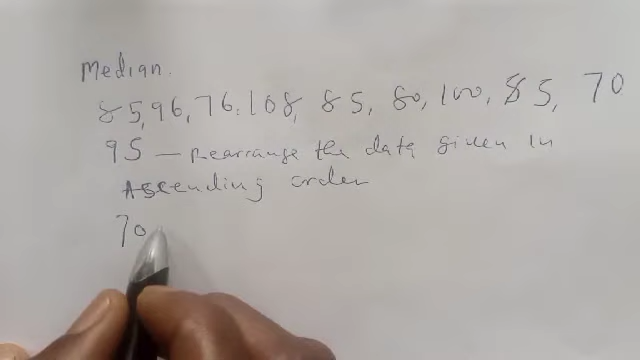 Median.
85, 96, 76, 108, 85, 80, 100, 85, 70
95 – Rearrange the data given in
Ascending order
70